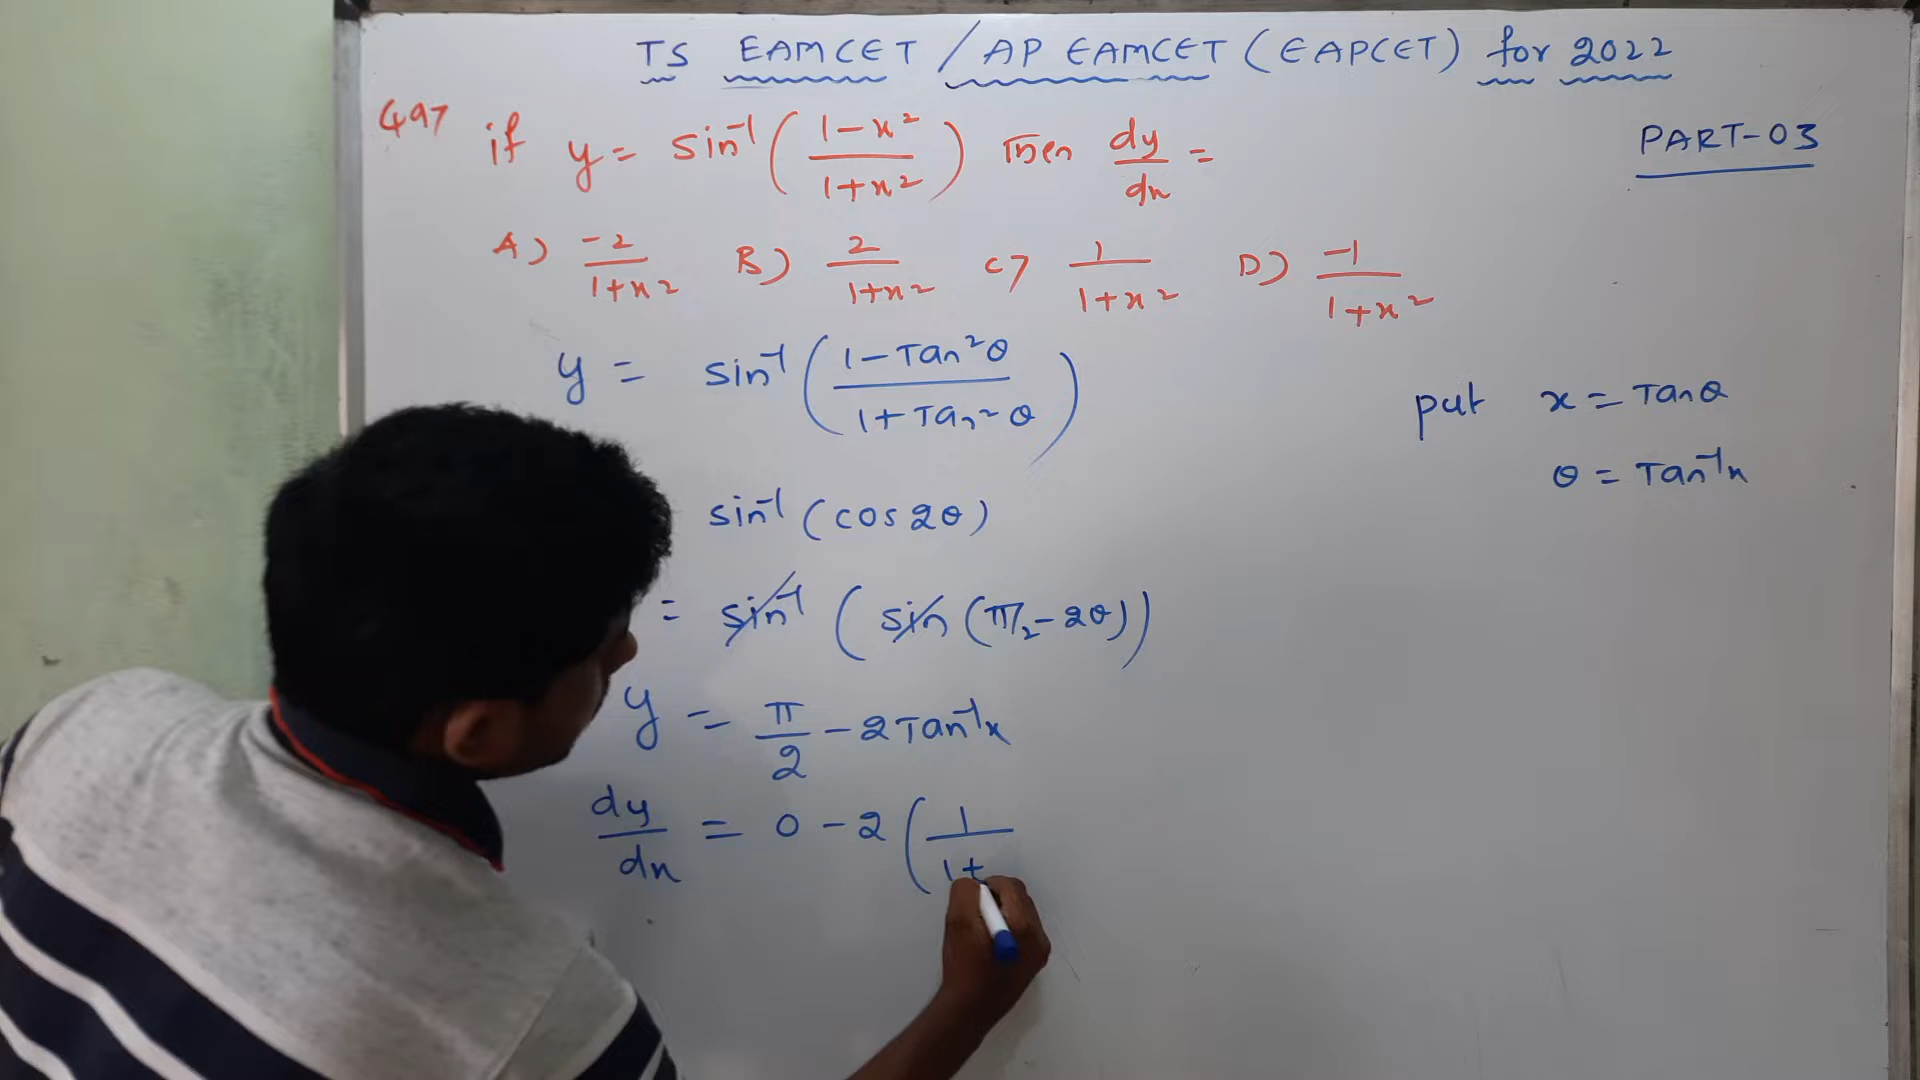 TS EAMCET / AP EAMCET (EAPCET) for 2022
PART-03
497 if y = sin⁻¹((1-x²)/(1+x²)) Then dy/dx =
A) -2/(1+x²) B) 2/(1+x²) C) 1/(1+x²) D) -1/(1+x²)
y = sin⁻¹((1-Tan²θ)/(1+Tan²θ))
put x = Tanθ
θ = Tan⁻¹x
sin⁻¹(cos2θ)
= sin⁻¹(sin(π/2-2θ))
y = π/2 - 2Tan⁻¹x
dy/dx = 0 - 2(1/(1+